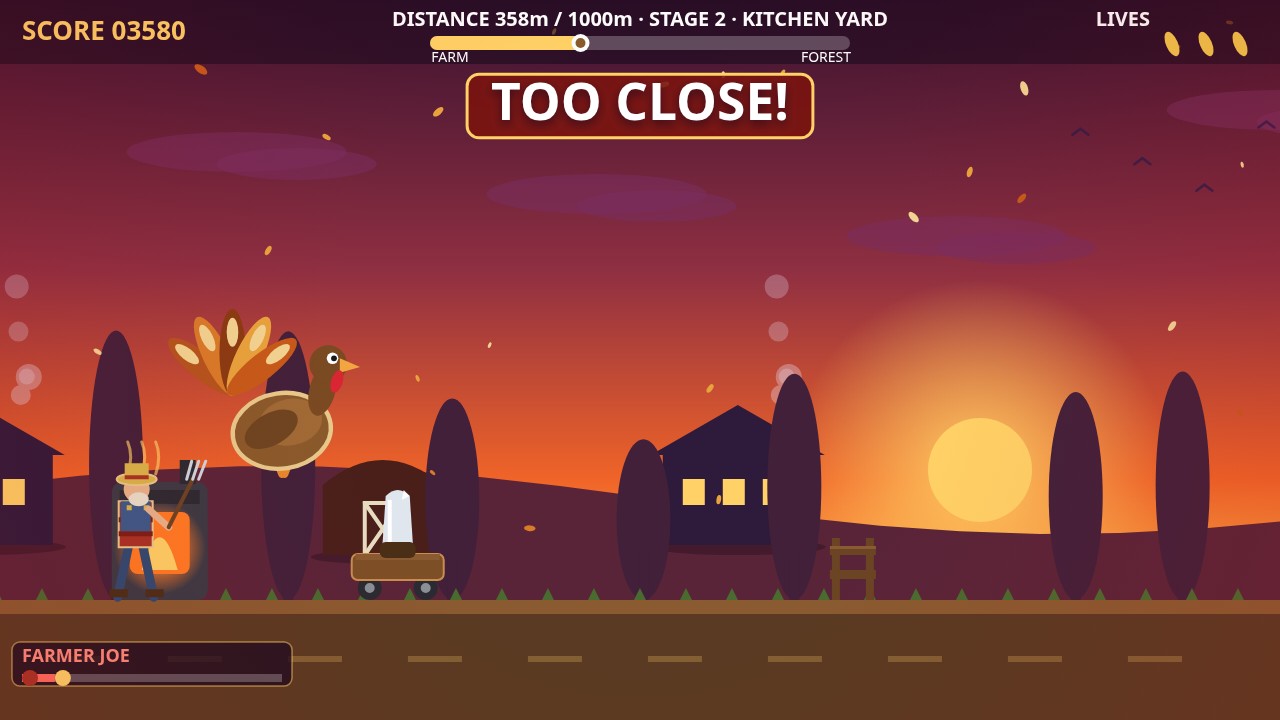 SCORE 03580
DISTANCE 358m / 1000m · STAGE 2 · KITCHEN YARD
LIVES
FARM
FOREST
TOO CLOSE!
FARMER JOE